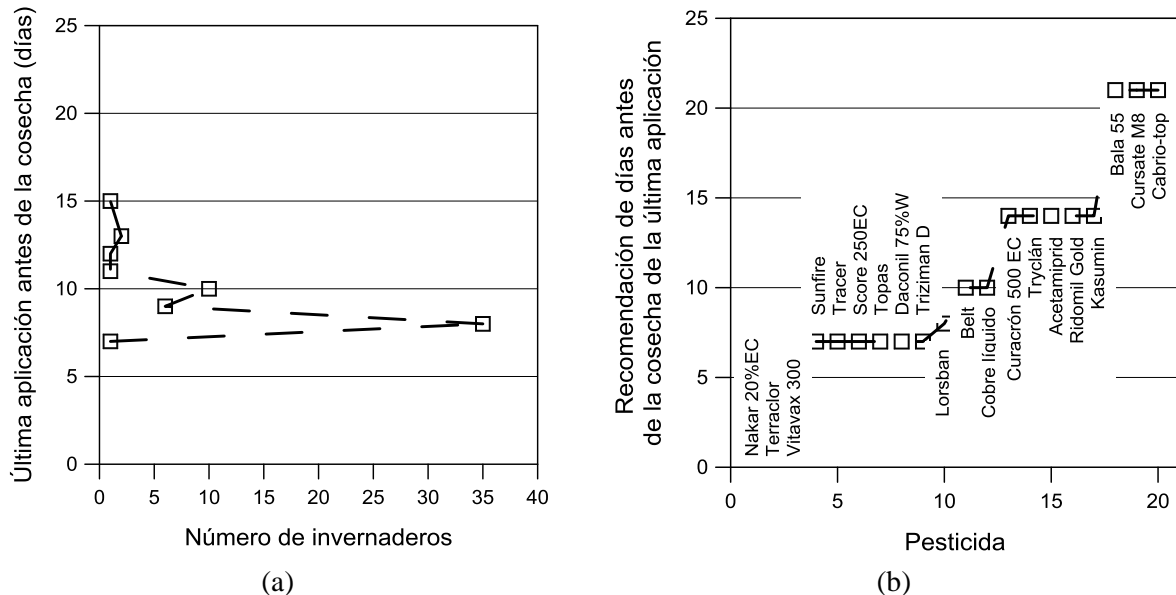 Última aplicación antes de la cosecha (días)
25
20
15
10
5
0
0 5 10 15 20 25 30 35 40
Número de invernaderos
(a)
Recomendación de días antes
de la cosecha de la última aplicación
25
20
15
10
5
0
Nakar 20%EC
Terraclor
Vitavax 300
Sunfire
Tracer
Score 250EC
Topas
Daconil 75%W
Triziman D
Lorsban
Belt
Cobre líquido
Curacrón 500 EC
Tryclán
Acetamiprid
Ridomil Gold
Kasumin
Bala 55
Cursate M8
Cabrio-top
0 5 10 15 20
Pesticida
(b)